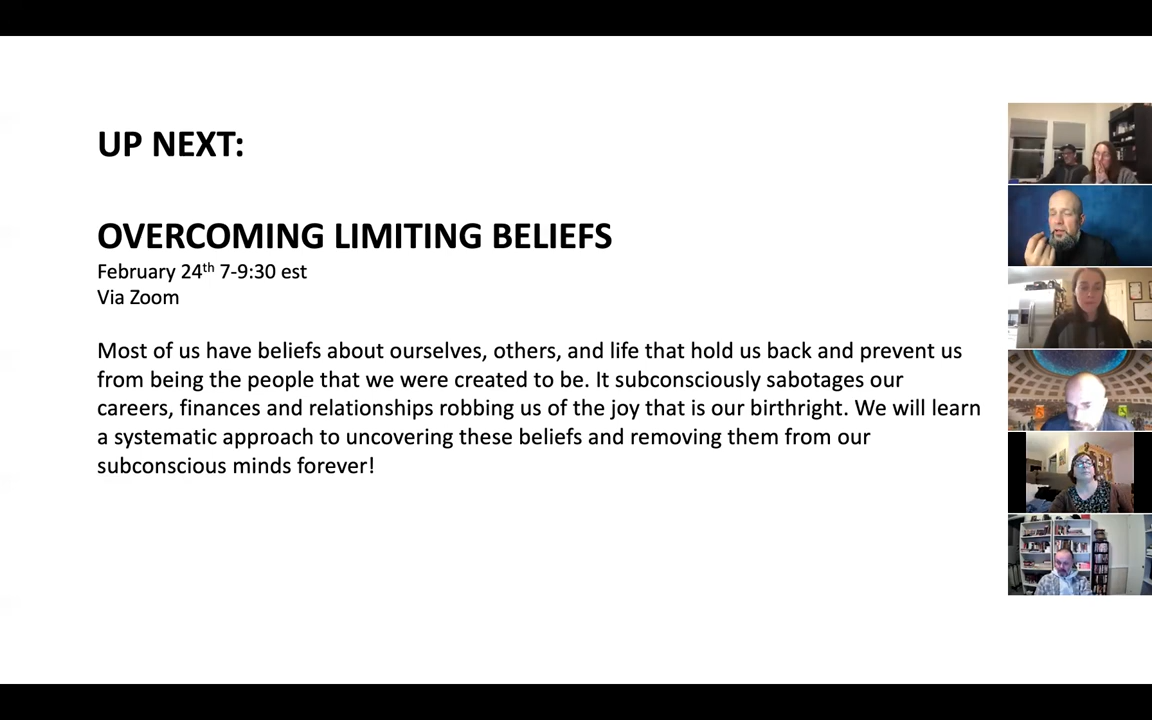 UP NEXT:
OVERCOMING LIMITING BELIEFS
February 24th 7-9:30 est
Via Zoom
Most of us have beliefs about ourselves, others, and life that hold us back and prevent us
from being the people that we were created to be. It subconsciously sabotages our
careers, finances and relationships robbing us of the joy that is our birthright. We will learn
a systematic approach to uncovering these beliefs and removing them from our
subconscious minds forever!